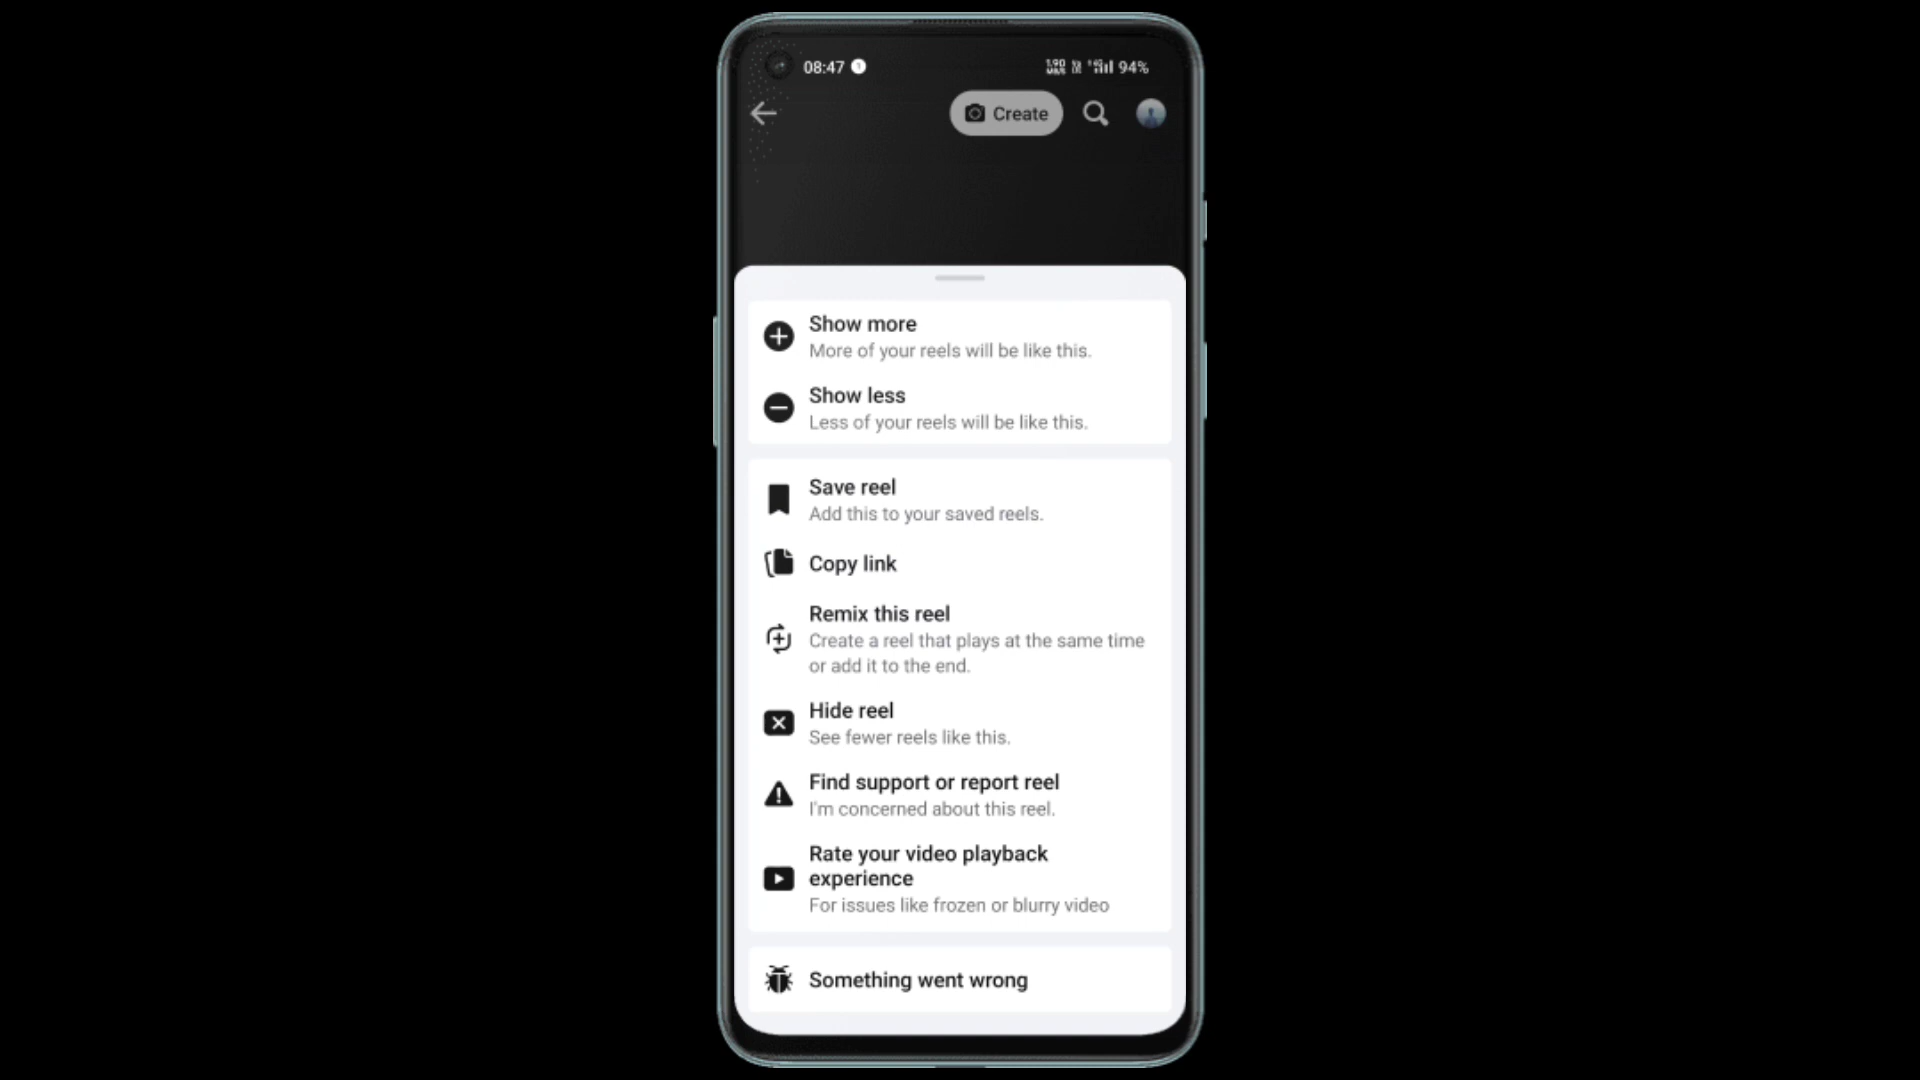 08:47
94%
Create
Show more
More of your reels will be like this.
Show less
Less of your reels will be like this.
Save reel
Add this to your saved reels.
Copy link
Remix this reel
Create a reel that plays at the same time
or add it to the end.
Hide reel
See fewer reels like this.
Find support or report reel
I'm concerned about this reel.
Rate your video playback
experience
For issues like frozen or blurry video
Something went wrong